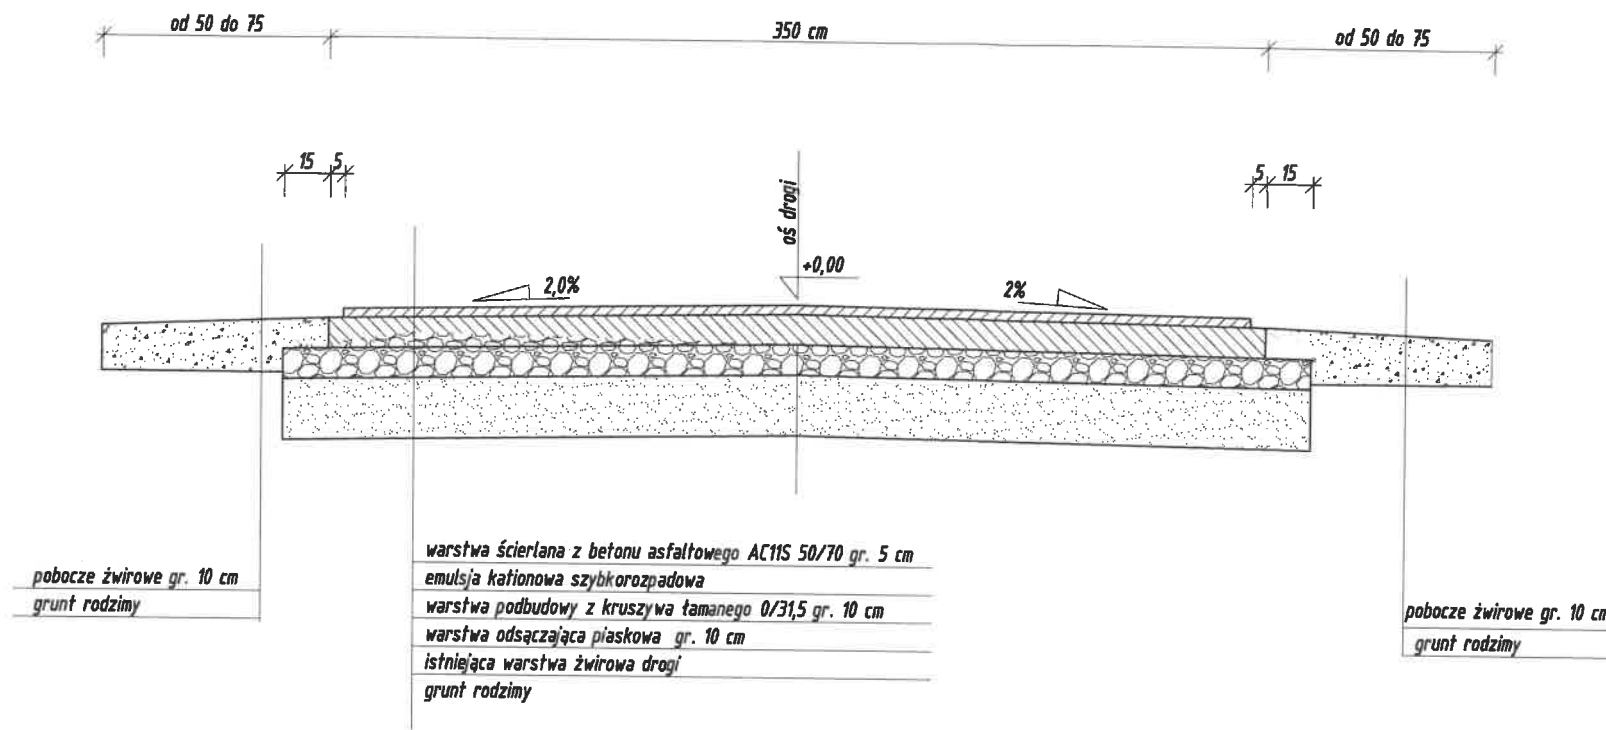 od 50 do 75
350 cm
od 50 do 75
15 5
5 15
oś drogi
+0,00
2,0%
2%
warstwa ścierlana z betonu asfaltowego AC11S 50/70 gr. 5 cm
emulsja kationowa szybkorozpadowa
warstwa podbudowy z kruszywa łamanego 0/31,5 gr. 10 cm
warstwa odsączająca piaskowa gr. 10 cm
istniejąca warstwa żwirowa drogi
grunt rodzimy
pobocze żwirowe gr. 10 cm
grunt rodzimy
pobocze żwirowe gr. 10 cm
grunt rodzimy